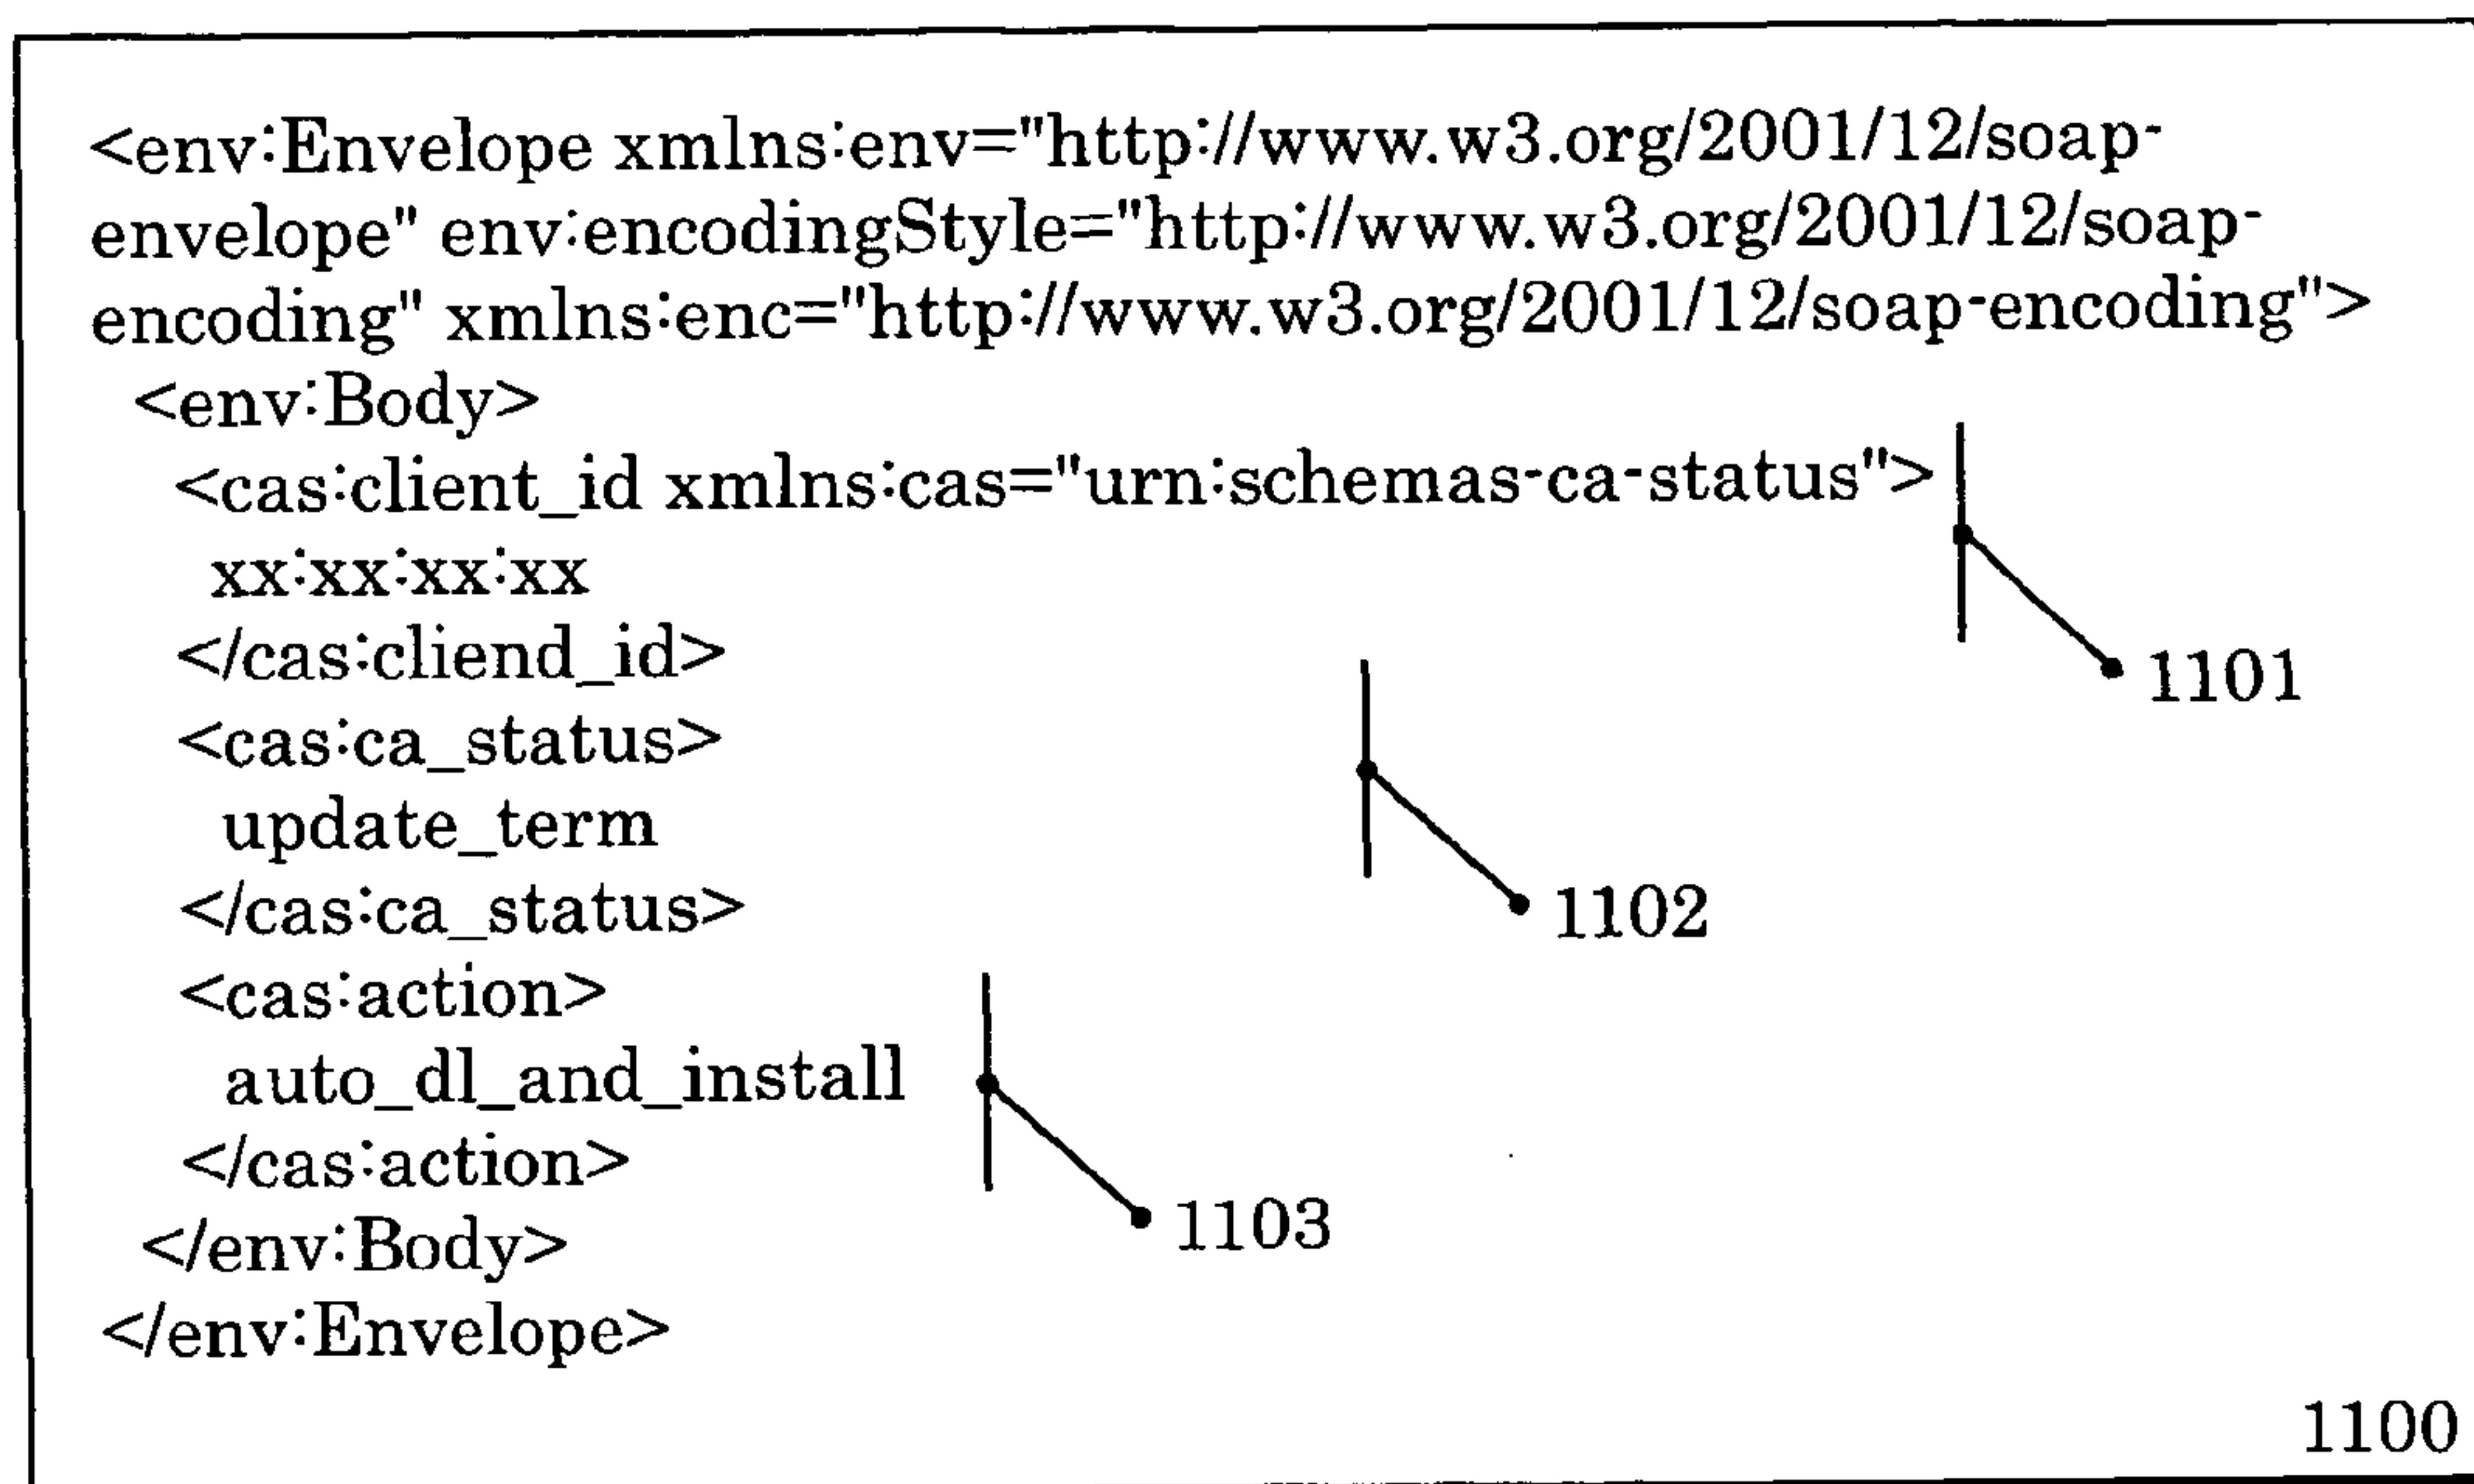 <env:Envelope xmlns:env="http://www.w3.org/2001/12/soap-
envelope" env:encodingStyle="http://www.w3.org/2001/12/soap-
encoding" xmlns:enc="http://www.w3.org/2001/12/soap-encoding">
<env:Body>
<cas:client_id xmlns:cas="urn:schemas-ca-status">
xx:xx:xx:xx
</cas:cliend_id>
1101
<cas:ca_status>
update_term
</cas:ca_status>
1102
<cas:action>
auto_dl_and_install
</cas:action>
1103
</env:Body>
</env:Envelope>
1100